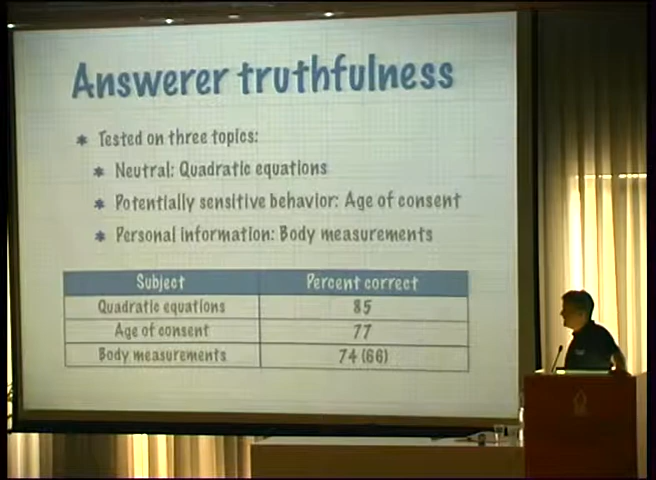 Answerer truthfulness
* Tested on three topics:
* Neutral: Quadratic equations
* Potentially sensitive behavior: Age of consent
* Personal information: Body measurements
Subject Percent correct
Quadratic equations 85
Age of consent 77
Body measurements 74 (66)